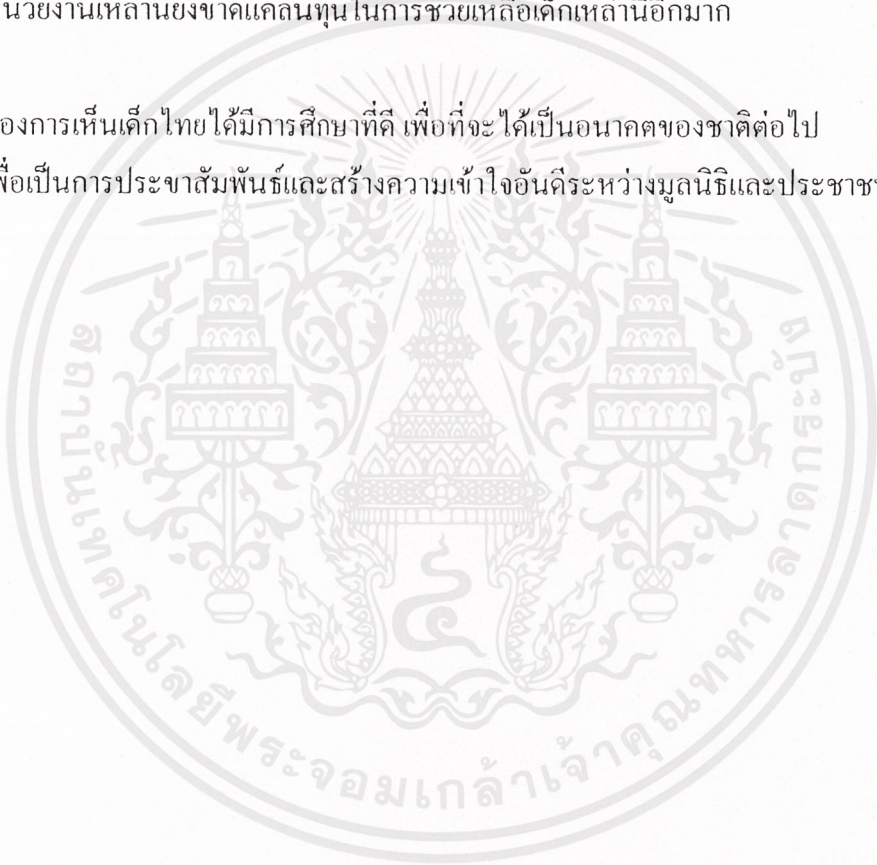 นวยงานเหล่านี้ยังขาดแคลนทุนในการช่วยเหลือเด็กเหล่านี้อีกมาก
องการเห็นเด็กไทยได้มีการศึกษาที่ดี เพื่อที่จะได้เป็นอนาคตของชาติต่อไป
พื่อเป็นการประชาสัมพันธ์และสร้างความเข้าใจอันดีระหว่างมูลนิธิและประชาช
สถาบันเทคโนโลยีพระจอมเกล้าเจ้าคุณทหารลาดกระบัง
๔